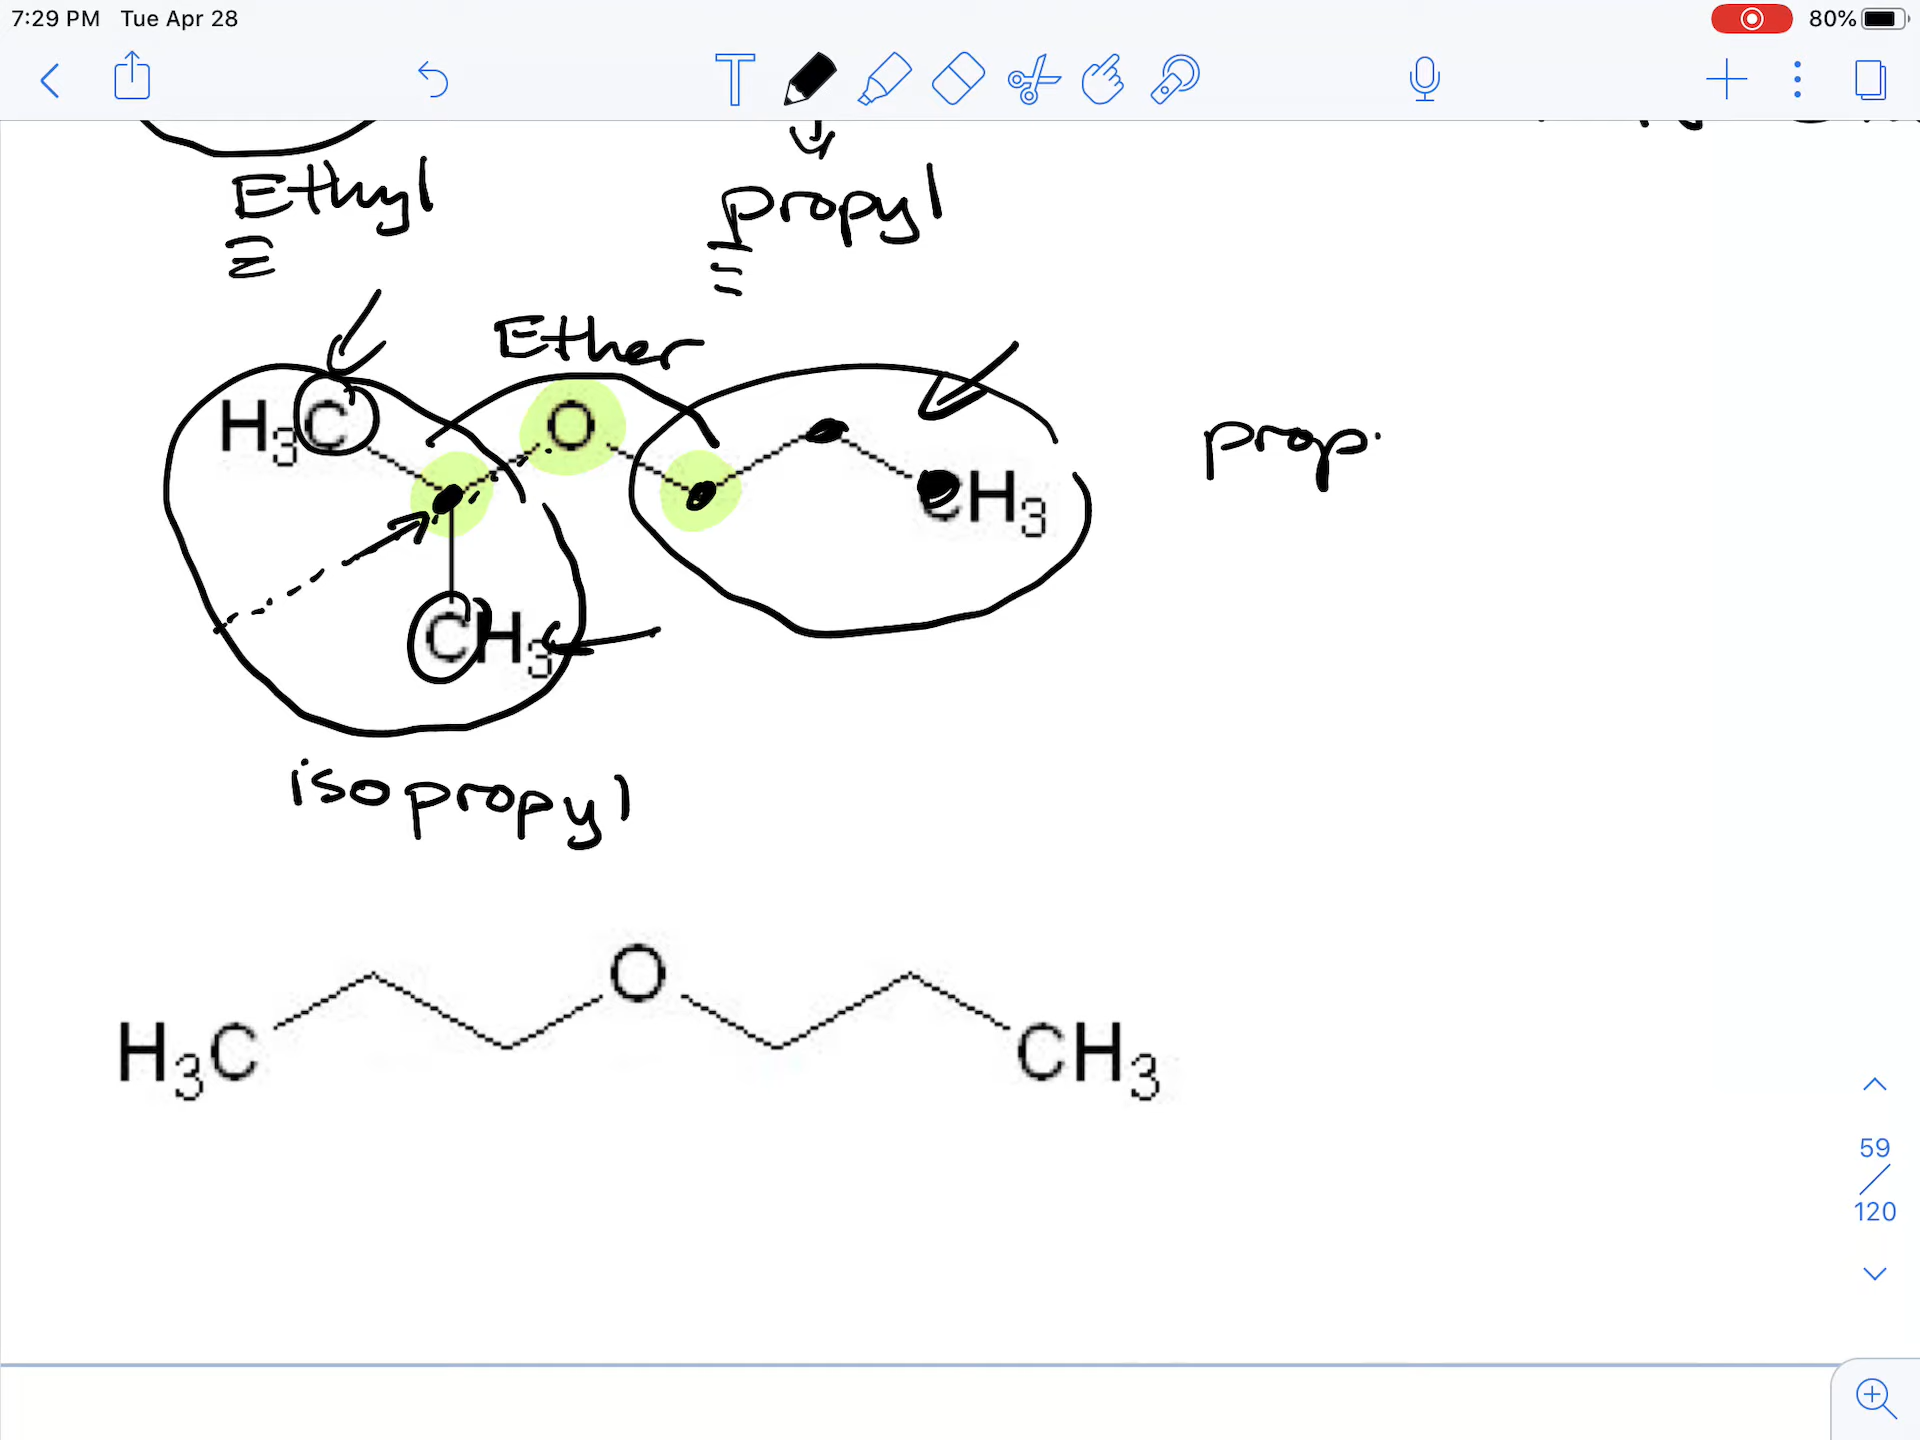 7:29 PM Tue Apr 28 80%
T
Ethyl propyl
Ether
H3C O CH3 prop.
CH3
isopropyl
O
H3C CH3
59
120